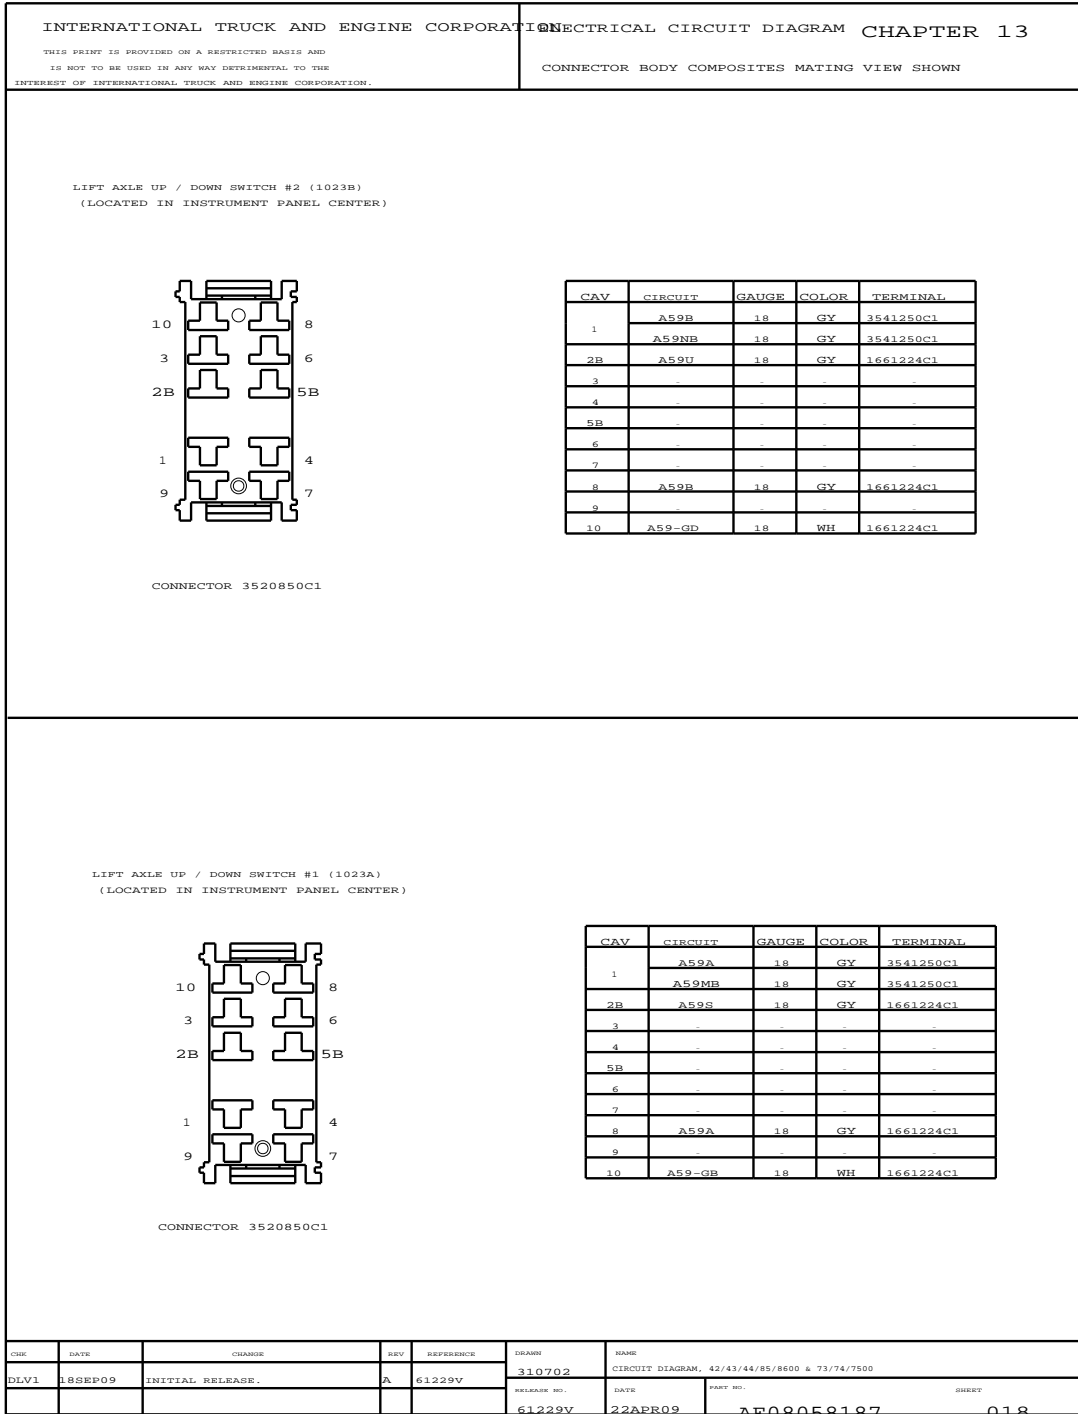 INTERNATIONAL TRUCK AND ENGINE CORPORATION
THIS PRINT IS PROVIDED ON A RESTRICTED BASIS AND
IS NOT TO BE USED IN ANY WAY DETRIMENTAL TO THE
INTEREST OF INTERNATIONAL TRUCK AND ENGINE CORPORATION.
ELECTRICAL CIRCUIT DIAGRAM CHAPTER 13
CONNECTOR BODY COMPOSITES MATING VIEW SHOWN
LIFT AXLE UP / DOWN SWITCH #2 (1023B)
(LOCATED IN INSTRUMENT PANEL CENTER)
10 8
3 6
2B 5B
1 4
9 7
CONNECTOR 3520850C1
CAV CIRCUIT GAUGE COLOR TERMINAL
1 A59B 18 GY 3541250C1
A59NB 18 GY 3541250C1
2B A59U 18 GY 1661224C1
3 - - - -
4 - - - -
5B - - - -
6 - - - -
7 - - - -
8 A59B 18 GY 1661224C1
9 - - - -
10 A59-GD 18 WH 1661224C1
LIFT AXLE UP / DOWN SWITCH #1 (1023A)
(LOCATED IN INSTRUMENT PANEL CENTER)
10 8
3 6
2B 5B
1 4
9 7
CONNECTOR 3520850C1
CAV CIRCUIT GAUGE COLOR TERMINAL
1 A59A 18 GY 3541250C1
A59MB 18 GY 3541250C1
2B A59S 18 GY 1661224C1
3 - - - -
4 - - - -
5B - - - -
6 - - - -
7 - - - -
8 A59A 18 GY 1661224C1
9 - - - -
10 A59-GB 18 WH 1661224C1
CHK DATE CHANGE REV REFERENCE
DLV1 18SEP09 INITIAL RELEASE. A 61229V
DRAWN
310702
NAME
CIRCUIT DIAGRAM, 42/43/44/85/8600 & 73/74/7500
RELEASE NO.
61229V
DATE
22APR09
PART NO.
AE08058187
SHEET
018